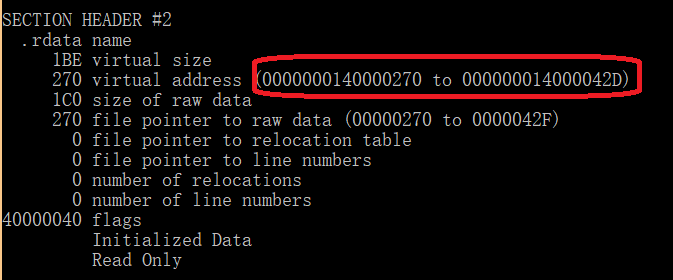 SECTION HEADER #2
.rdata name
1BE virtual size
270 virtual address (0000000140000270 to 000000014000042D)
1C0 size of raw data
270 file pointer to raw data (00000270 to 0000042F)
0 file pointer to relocation table
0 file pointer to line numbers
0 number of relocations
0 number of line numbers
40000040 flags
Initialized Data
Read Only